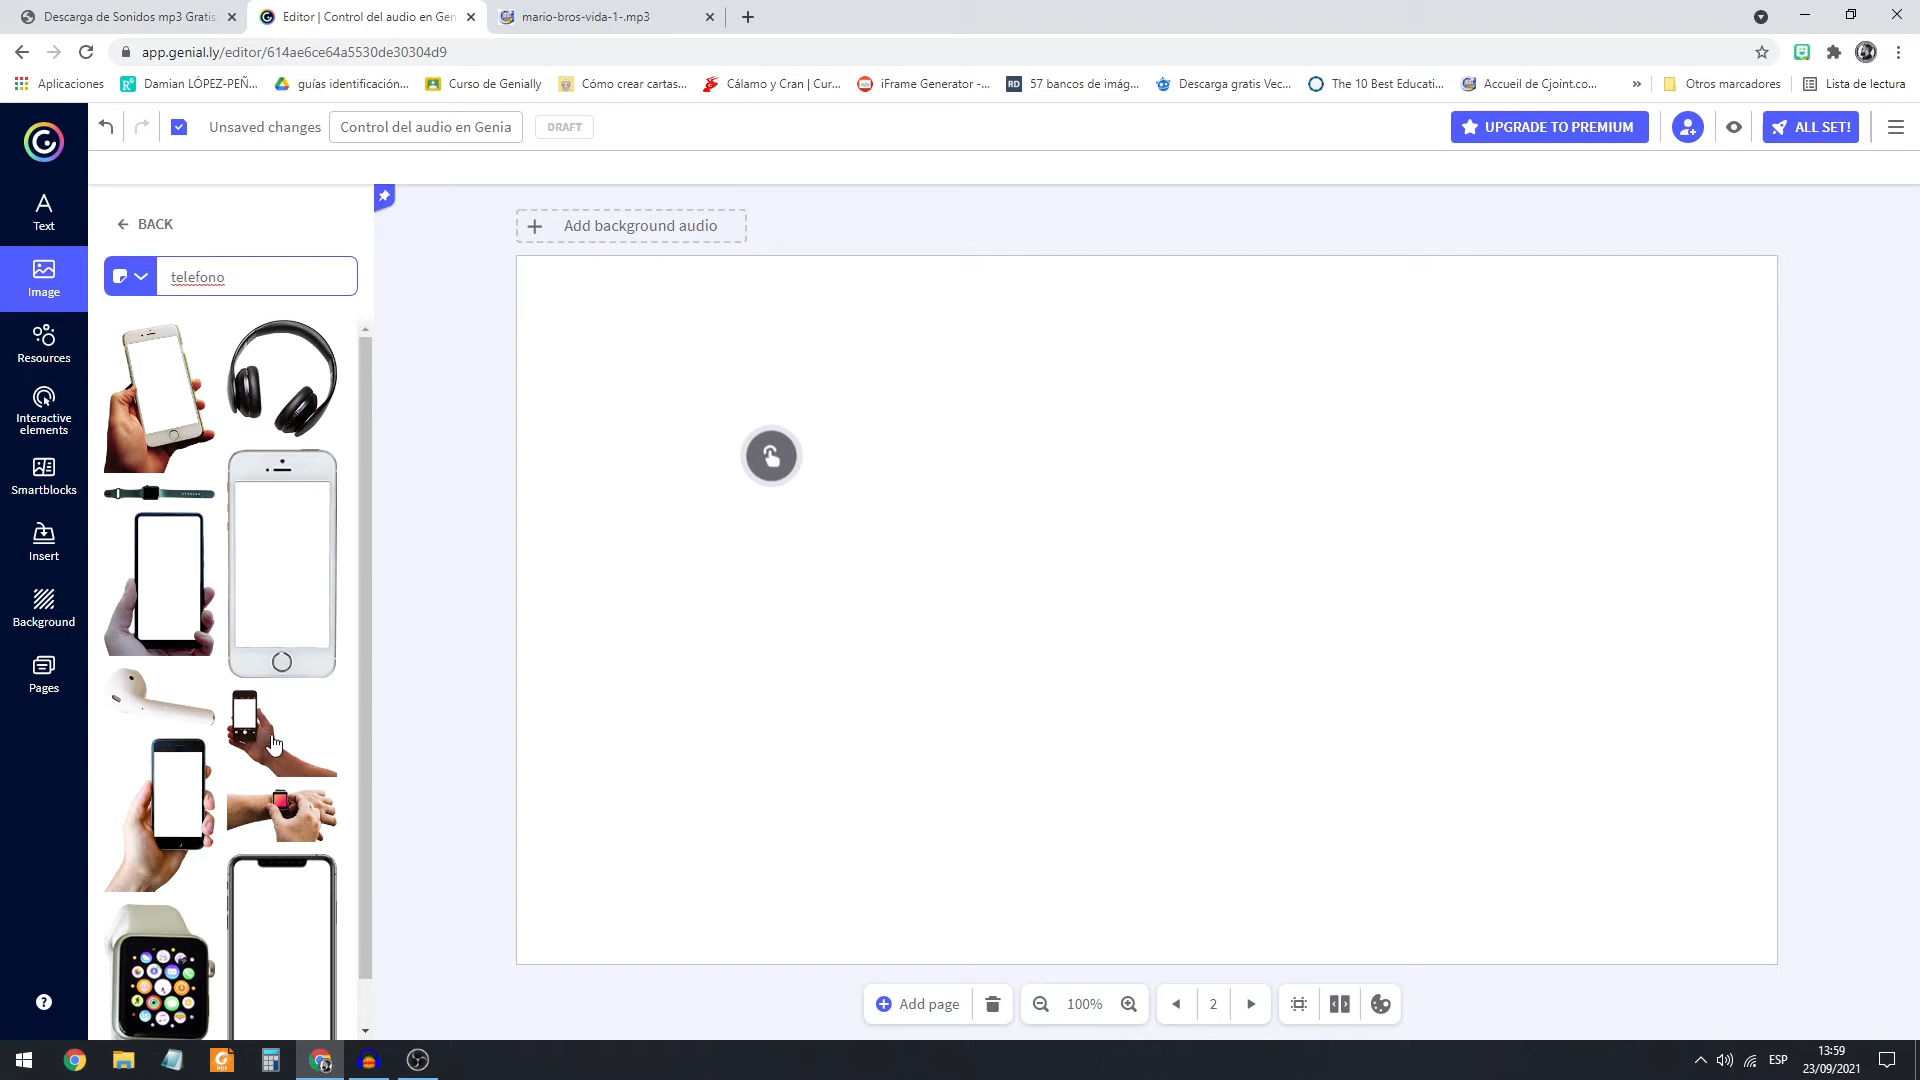 Descarga de Sonidos mp3 Gratis
Editor | Control del audio en Gen
mario-bros-vida-1-.mp3
app.genial.ly/editor/614ae6ce64a5530de30304d9
Aplicaciones
Damian LÓPEZ-PEÑ...
guías identificación...
Curso de Genially
Cómo crear cartas...
Cálamo y Cran | Cur...
iFrame Generator -...
RD
57 bancos de imág...
Descarga gratis Vec...
The 10 Best Educati...
Accueil de Cjoint.co...
»
Otros marcadores
Lista de lectura
Unsaved changes
Control del audio en Genia
DRAFT
UPGRADE TO PREMIUM
ALL SET!
Text
Image
Resources
Interactive
elements
Smartblocks
Insert
Background
Pages
BACK
telefono
Add background audio
Add page
100%
2
ESP
13:59
23/09/2021